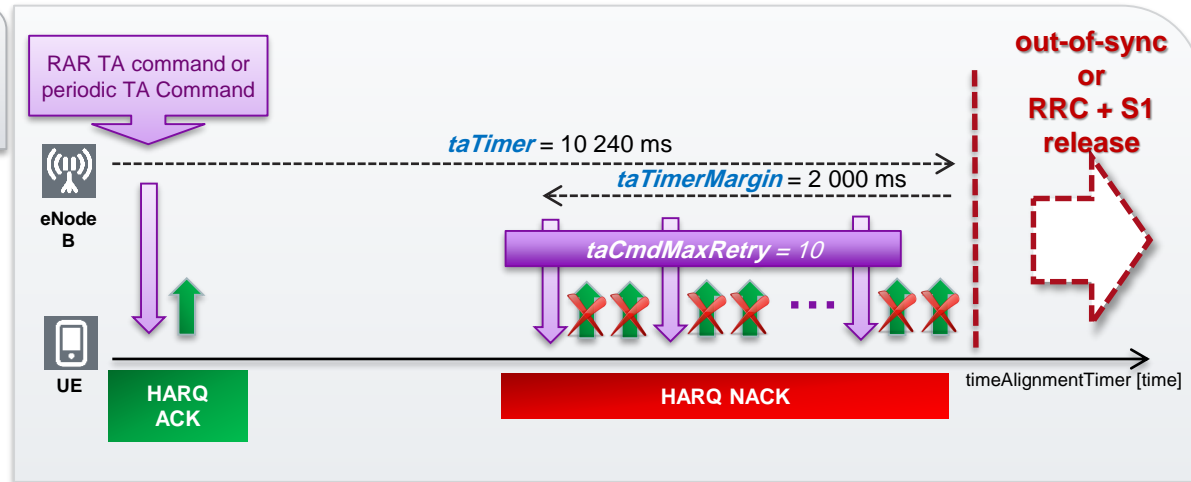 RAR TA command or
periodic TA Command
out-of-sync
or
RRC + S1
release
taTimer = 10 240 ms
taTimerMargin = 2 000 ms
eNode
B
taCmdMaxRetry = 10
...
UE
timeAlignmentTimer [time]
HARQ
ACK
HARQ NACK